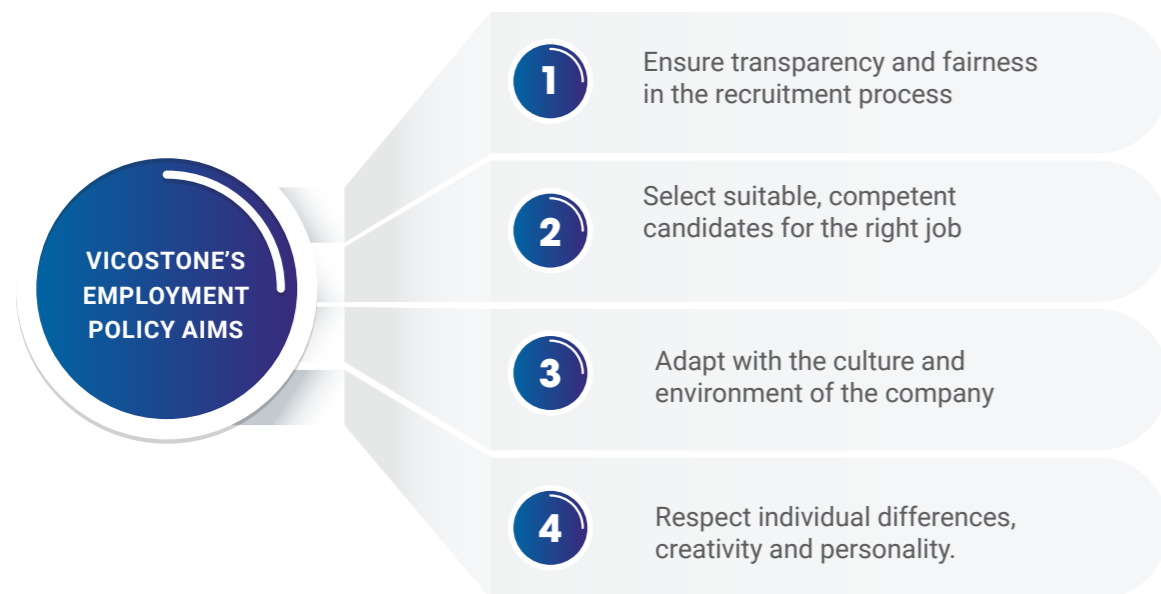 VICOSTONE’S
EMPLOYMENT
POLICY AIMS
1
Ensure transparency and fairness
in the recruitment process
2
Select suitable, competent
candidates for the right job
3
Adapt with the culture and
environment of the company
4
Respect individual differences,
creativity and personality.